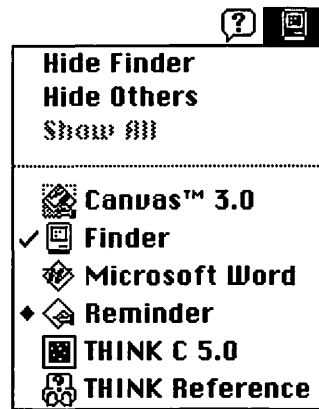 Hide Finder
Hide Others
Show All
Canvas™ 3.0
✓ Finder
Microsoft Word
◆ Reminder
THINK C 5.0
THINK Reference